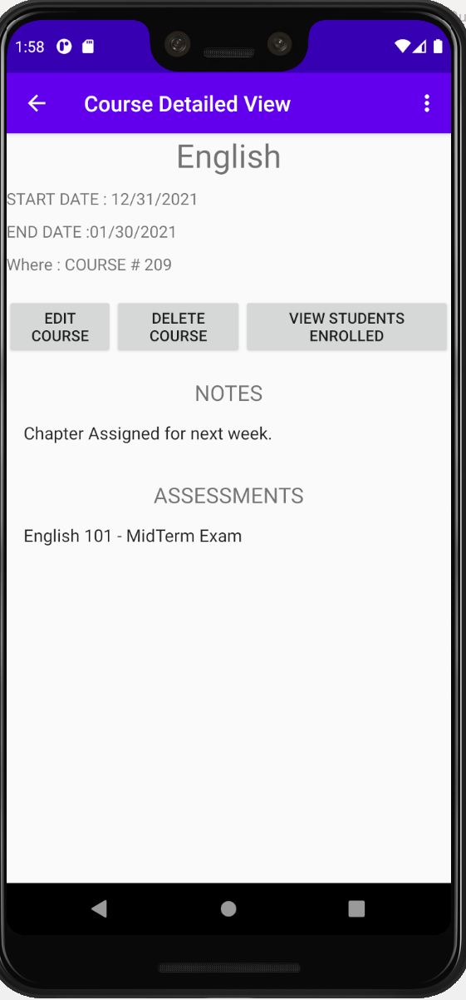 1:58
Course Detailed View
English
START DATE : 12/31/2021
END DATE :01/30/2021
Where : COURSE # 209
EDIT
COURSE
DELETE
COURSE
VIEW STUDENTS
ENROLLED
NOTES
Chapter Assigned for next week.
ASSESSMENTS
English 101 - MidTerm Exam